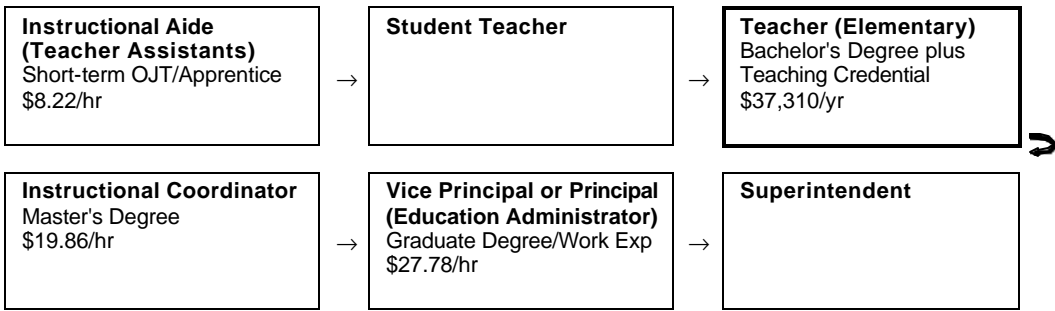 Instructional Aide
(Teacher Assistants)
Short-term OJT/Apprentice
$8.22/hr
→
Student Teacher
→
Teacher (Elementary)
Bachelor's Degree plus
Teaching Credential
$37,310/yr
Instructional Coordinator
Master's Degree
$19.86/hr
→
Vice Principal or Principal
(Education Administrator)
Graduate Degree/Work Exp
$27.78/hr
→
Superintendent